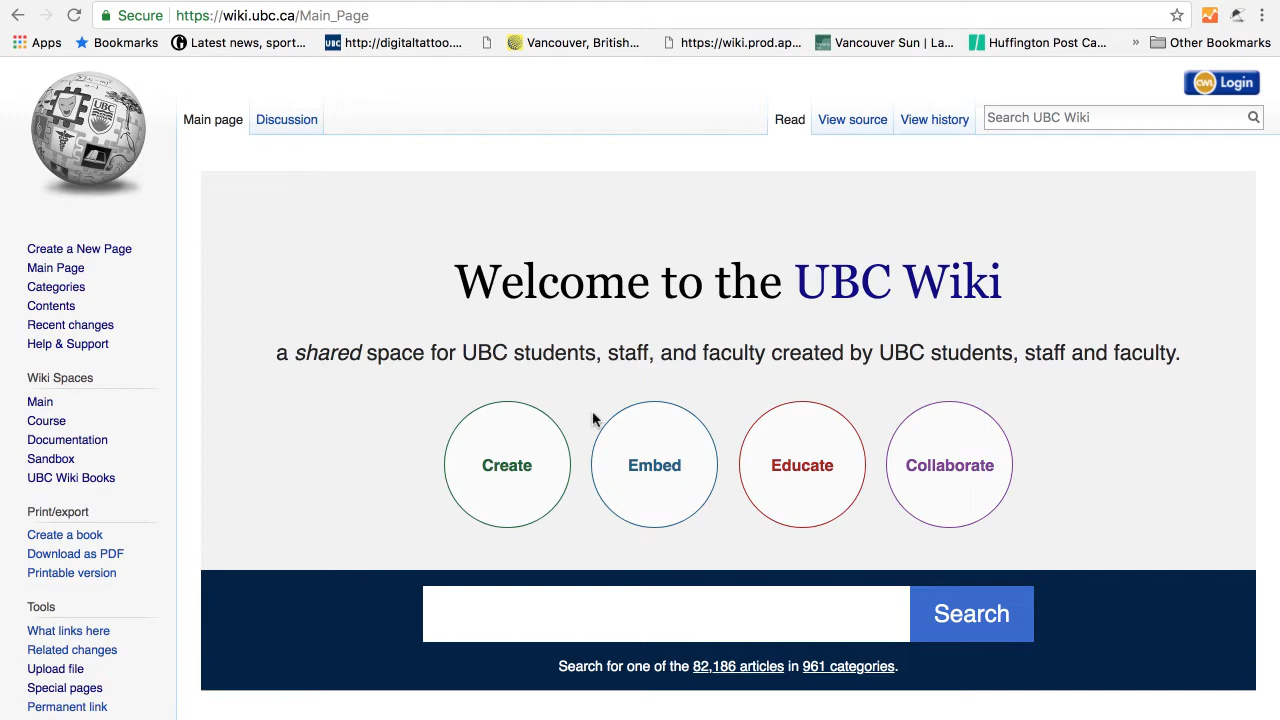 Secure https://wiki.ubc.ca/Main_Page
Apps Bookmarks Latest news, sport... UBC http://digitaltattoo.... Vancouver, British... https://wiki.prod.ap... Vancouver Sun | La... Huffington Post Ca... » Other Bookmarks
CWL Login
UBC
Main page Discussion Read View source View history Search UBC Wiki
Create a New Page
Main Page
Categories
Contents
Recent changes
Help & Support
Wiki Spaces
Main
Course
Documentation
Sandbox
UBC Wiki Books
Print/export
Create a book
Download as PDF
Printable version
Tools
What links here
Related changes
Upload file
Special pages
Permanent link
Welcome to the UBC Wiki
a shared space for UBC students, staff, and faculty created by UBC students, staff and faculty.
Create Embed Educate Collaborate
Search
Search for one of the 82,186 articles in 961 categories.